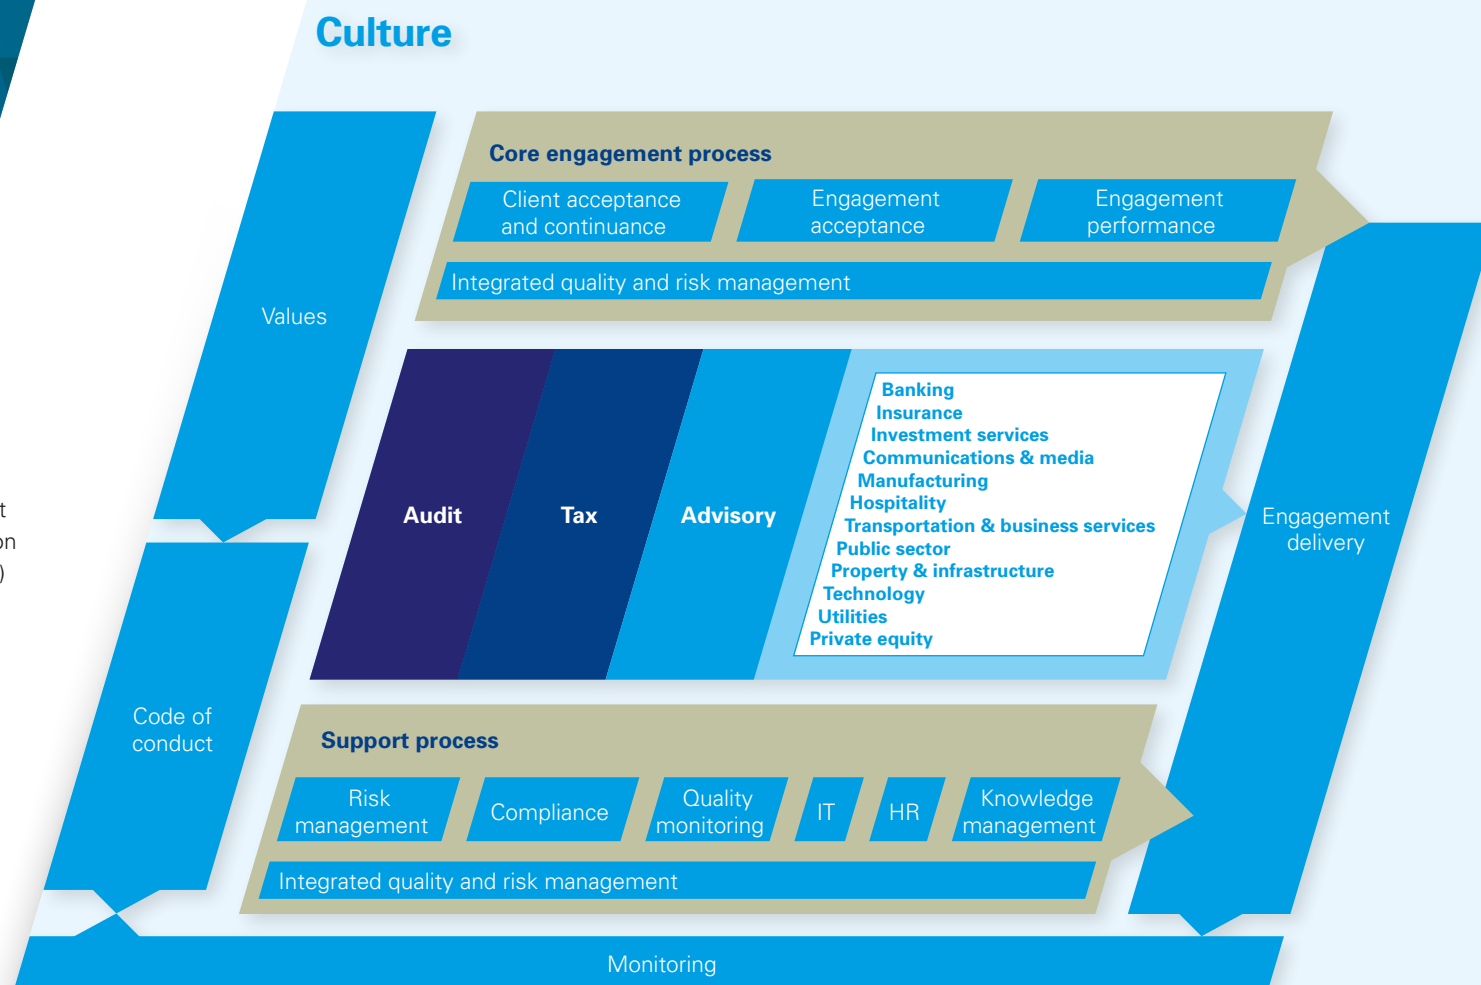 Culture
Core engagement process
Client acceptance
and continuance
Engagement
acceptance
Engagement
performance
Integrated quality and risk management
Values
Audit
Tax
Advisory
Banking
Insurance
Investment services
Communications & media
Manufacturing
Hospitality
Transportation & business services
Public sector
Property & infrastructure
Technology
Utilities
Private equity
Engagement
delivery
t
on
)
Code of
conduct
Support process
Risk
management
Compliance
Quality
monitoring
IT
HR
Knowledge
management
Integrated quality and risk management
Monitoring